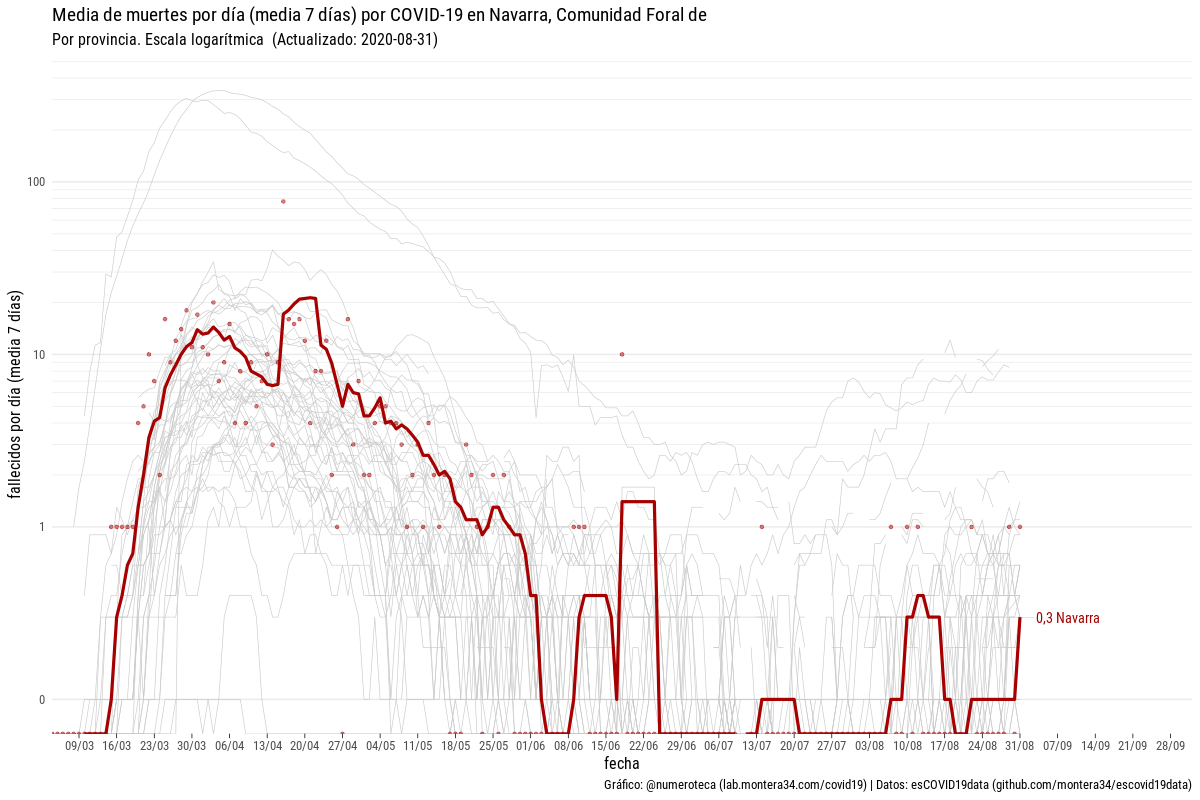 Media de muertes por día (media 7 días) por COVID-19 en Navarra, Comunidad Foral de
Por provincia. Escala logarítmica (Actualizado: 2020-08-31)
fallecidos por día (media 7 días)
100
10
1
0
0,3 Navarra
09/03 16/03 23/03 30/03 06/04 13/04 20/04 27/04 04/05 11/05 18/05 25/05 01/06 08/06 15/06 22/06 29/06 06/07 13/07 20/07 27/07 03/08 10/08 17/08 24/08 31/08 07/09 14/09 21/09 28/09
fecha
Gráfico: @numeroteca (lab.montera34.com/covid19) | Datos: esCOVID19data (github.com/montera34/escovid19data)